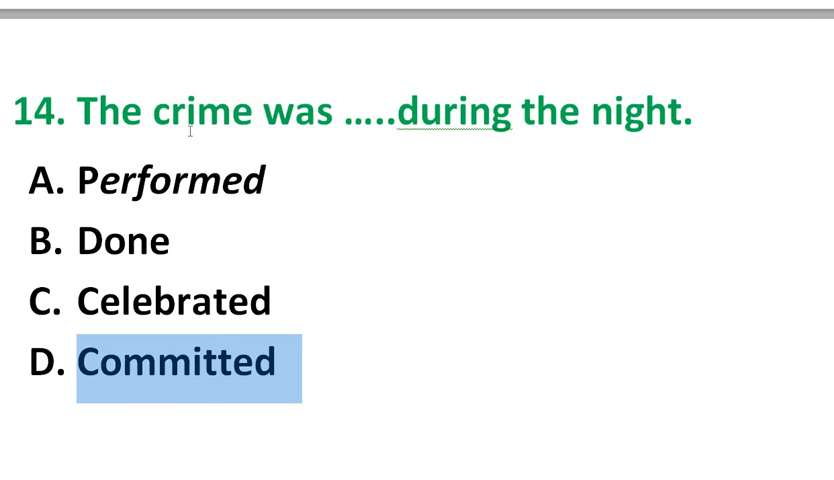 14. The crime was …..during the night.
A. Performed
B. Done
C. Celebrated
D. Committed